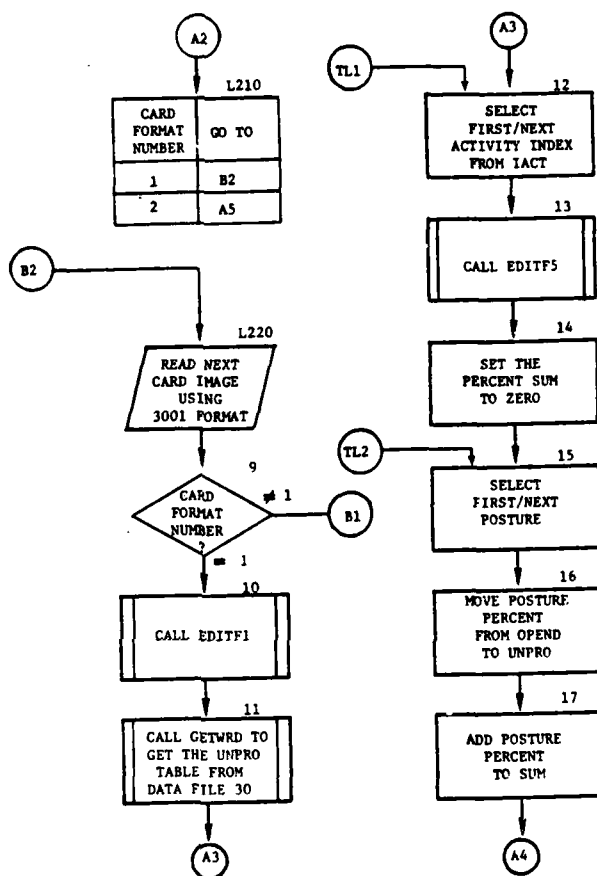 A2
L210
CARD FORMAT NUMBER
GO TO
1
B2
2
A5
B2
L220
READ NEXT
CARD IMAGE
USING
3001 FORMAT
9
CARD
FORMAT
NUMBER
?
≠ 1
B1
= 1
10
CALL EDITF1
11
CALL GETWRD TO
GET THE UNPRO
TABLE FROM
DATA FILE 30
A3
A3
TL1
12
SELECT
FIRST/NEXT
ACTIVITY INDEX
FROM IACT
13
CALL EDITF5
14
SET THE
PERCENT SUM
TO ZERO
TL2
15
SELECT
FIRST/NEXT
POSTURE
16
MOVE POSTURE
PERCENT
FROM OPEND
TO UNPRO
17
ADD POSTURE
PERCENT
TO SUM
A4